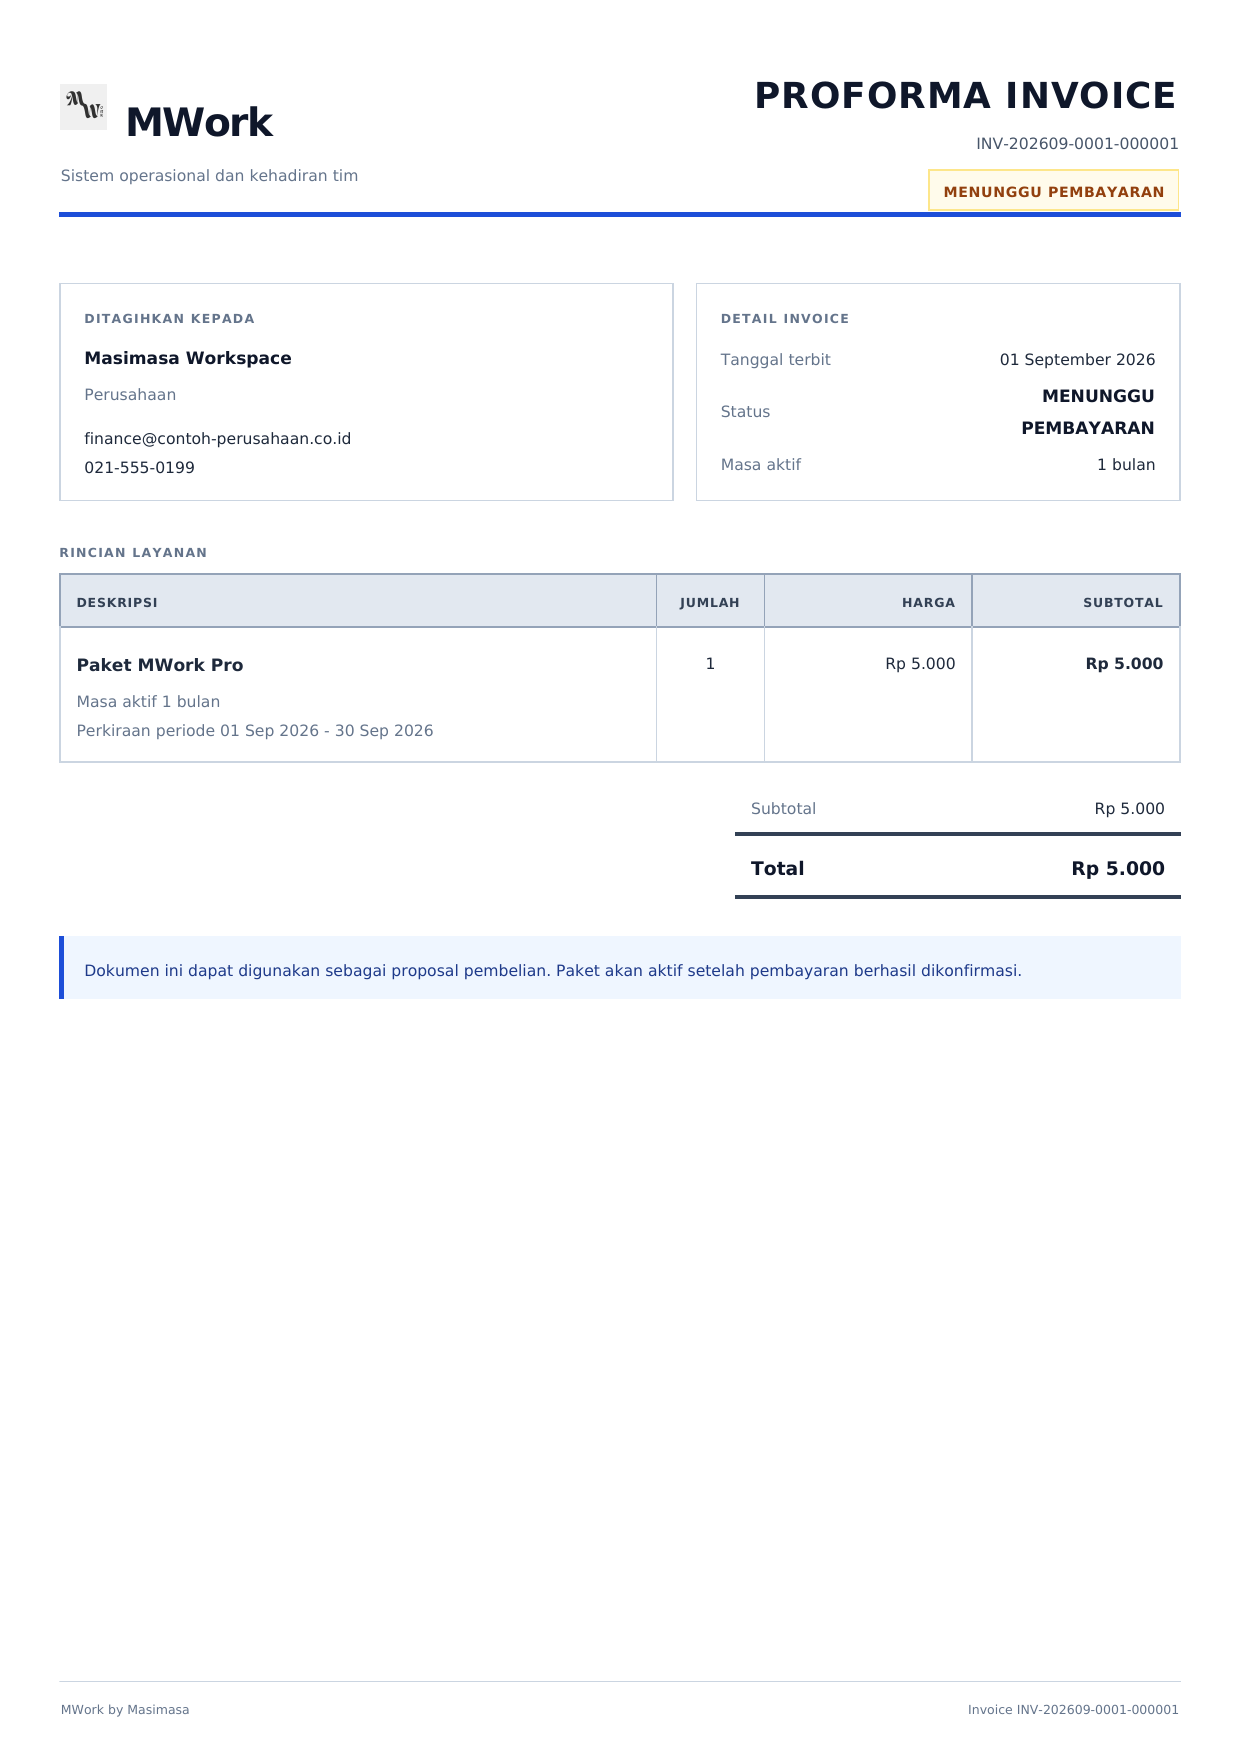 MWork
Sistem operasional dan kehadiran tim
PROFORMA INVOICE
INV-202609-0001-000001
MENUNGGU PEMBAYARAN
DITAGIHKAN KEPADA
Masimasa Workspace
Perusahaan
finance@contoh-perusahaan.co.id
021-555-0199
DETAIL INVOICE
Tanggal terbit 01 September 2026
Status MENUNGGU
PEMBAYARAN
Masa aktif 1 bulan
RINCIAN LAYANAN
DESKRIPSI JUMLAH HARGA SUBTOTAL
Paket MWork Pro 1 Rp 5.000 Rp 5.000
Masa aktif 1 bulan
Perkiraan periode 01 Sep 2026 - 30 Sep 2026
Subtotal Rp 5.000
Total Rp 5.000
Dokumen ini dapat digunakan sebagai proposal pembelian. Paket akan aktif setelah pembayaran berhasil dikonfirmasi.
MWork by Masimasa Invoice INV-202609-0001-000001